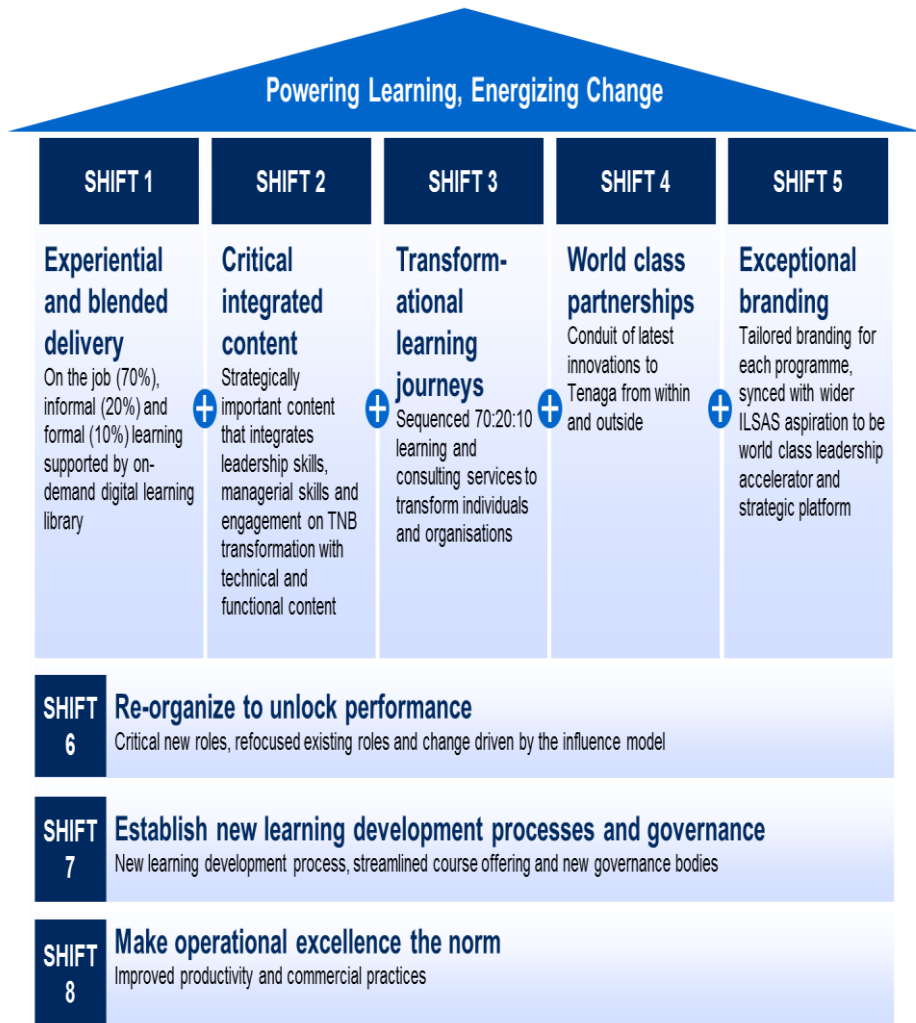 Powering Learning, Energizing Change
SHIFT 1
Experiential
and blended
delivery
On the job (70%),
informal (20%) and
formal (10%) learning
supported by on-
demand digital learning
library
+
SHIFT 2
Critical
integrated
content
Strategically
important content
that integrates
leadership skills,
managerial skills and
engagement on TNB
transformation with
technical and
functional content
+
SHIFT 3
Transform-
ational
learning
journeys
Sequenced 70:20:10
learning and
consulting services to
transform individuals
and organisations
+
SHIFT 4
World class
partnerships
Conduit of latest
innovations to
Tenaga from within
and outside
+
SHIFT 5
Exceptional
branding
Tailored branding for
each programme,
synced with wider
ILSAS aspiration to be
world class leadership
accelerator and
strategic platform
SHIFT
6
Re-organize to unlock performance
Critical new roles, refocused existing roles and change driven by the influence model
SHIFT
7
Establish new learning development processes and governance
New learning development process, streamlined course offering and new governance bodies
SHIFT
8
Make operational excellence the norm
Improved productivity and commercial practices